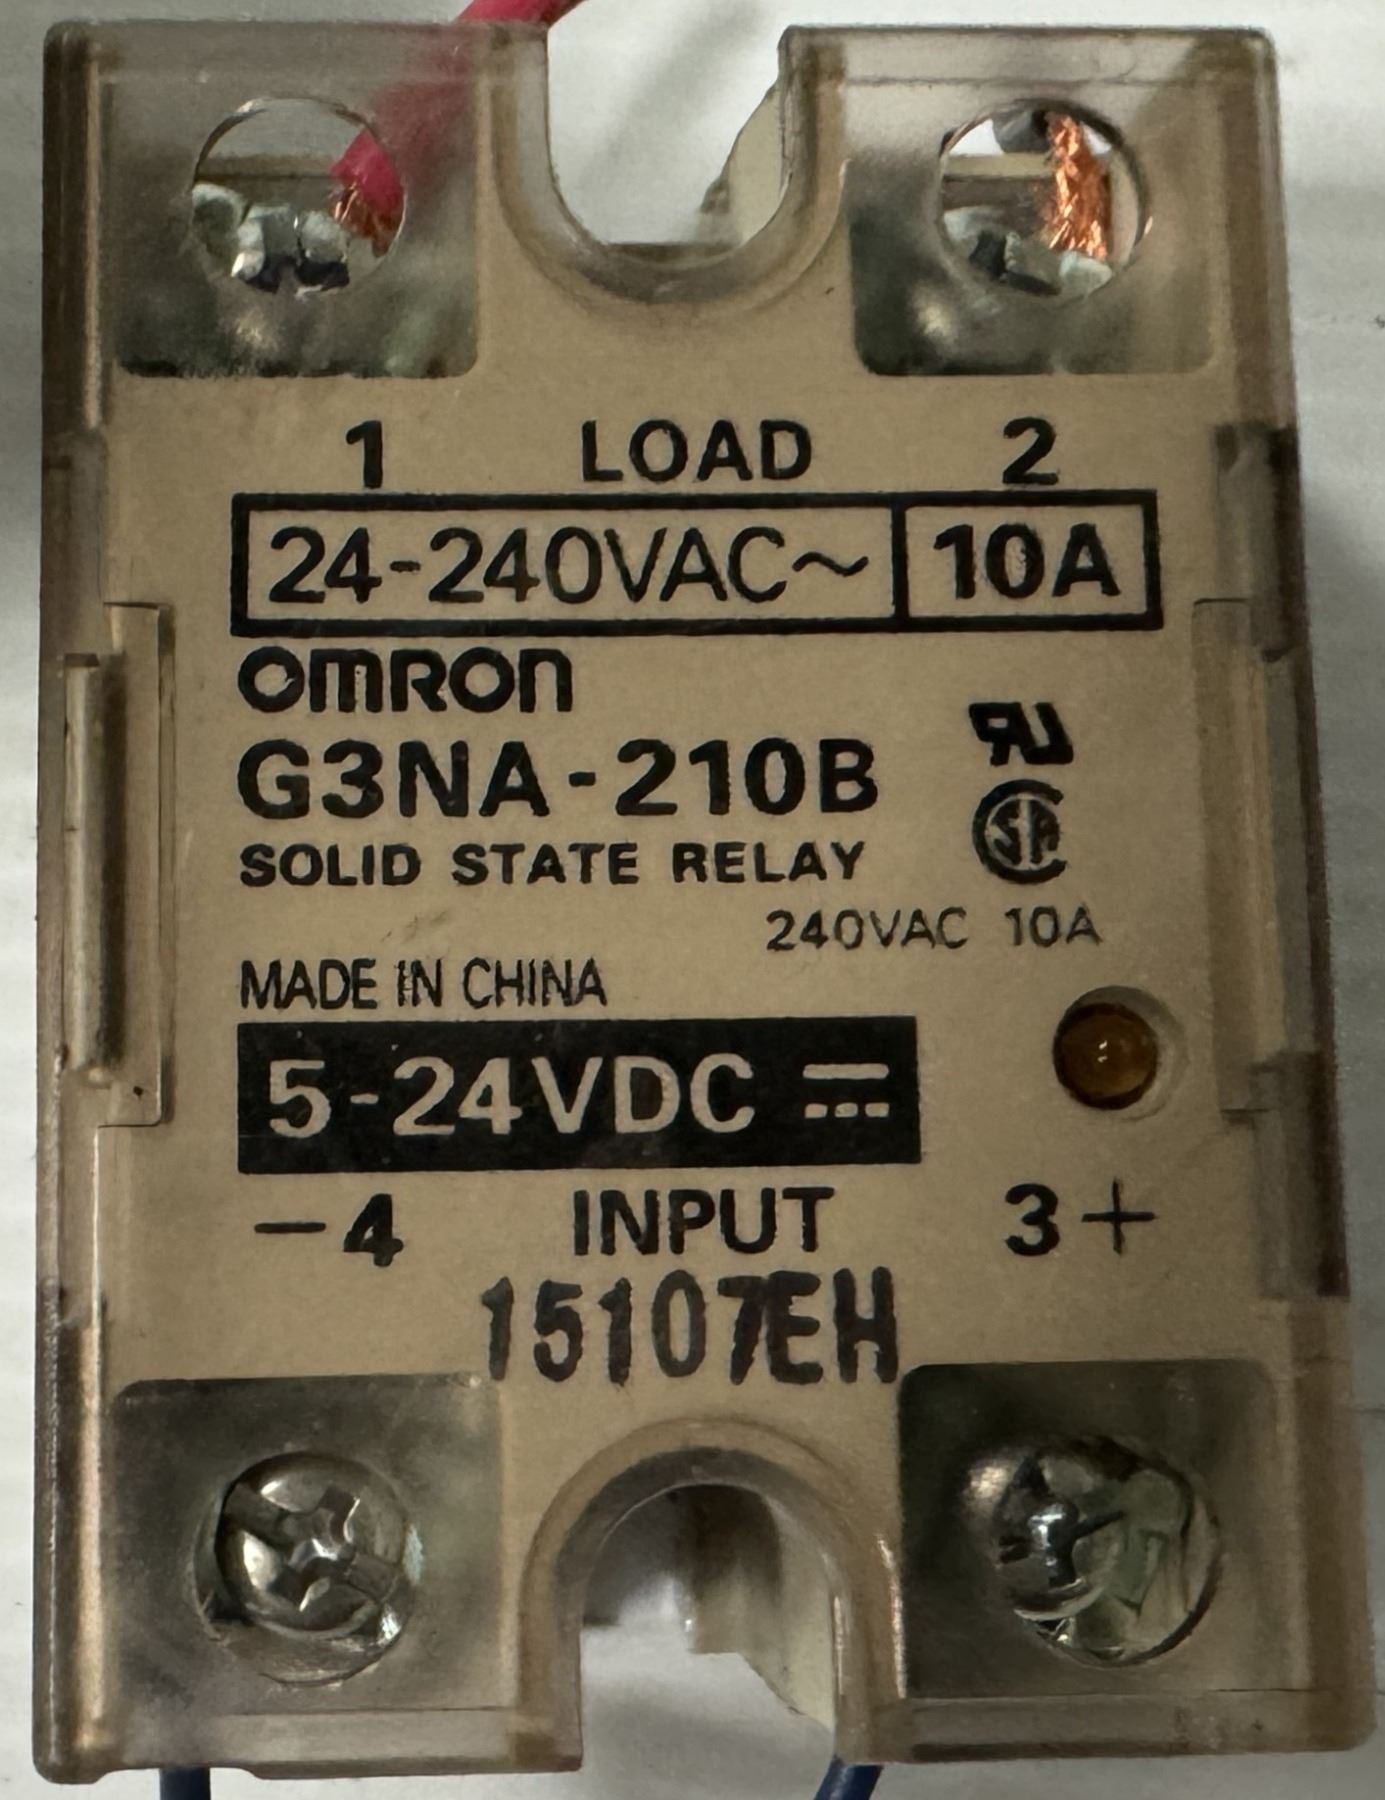 1 LOAD 2
24-240VAC~ 10A
OMRON
G3NA-210B
SOLID STATE RELAY
240VAC 10A
MADE IN CHINA
5-24VDC
−4 INPUT 3+
15107EH